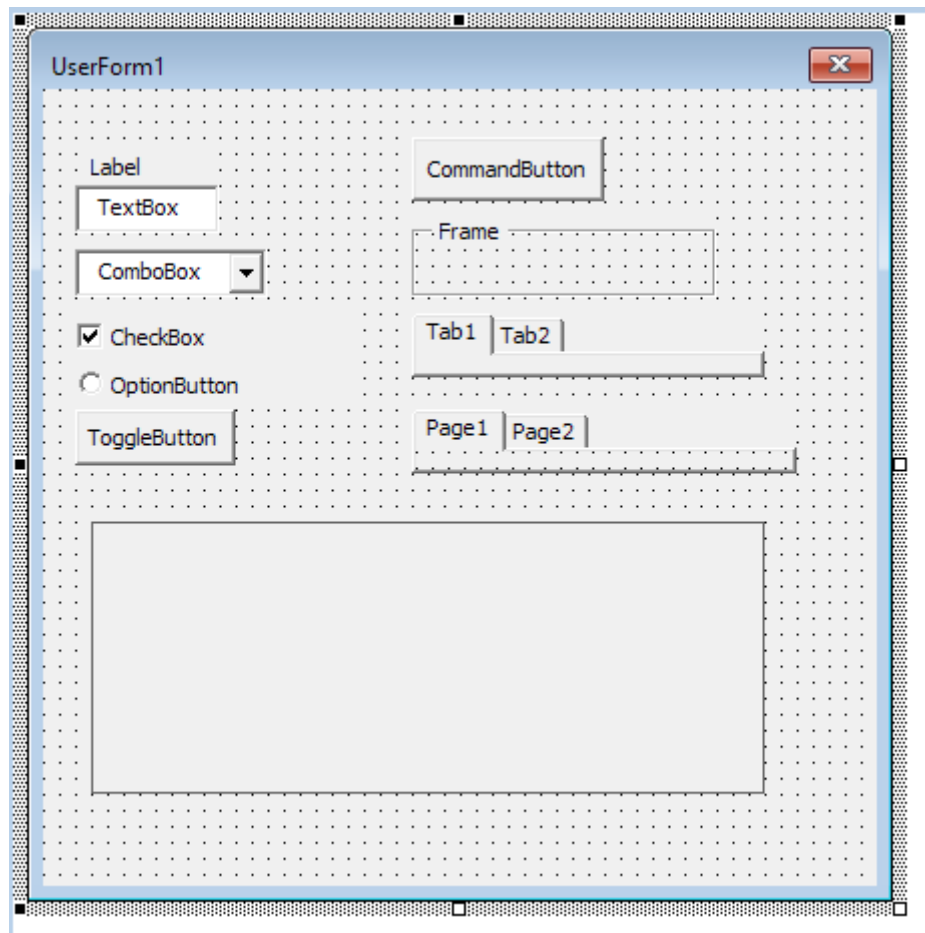 UserForm1
Label
TextBox
ComboBox
CheckBox
OptionButton
ToggleButton
CommandButton
Frame
Tab1 Tab2
Page1 Page2